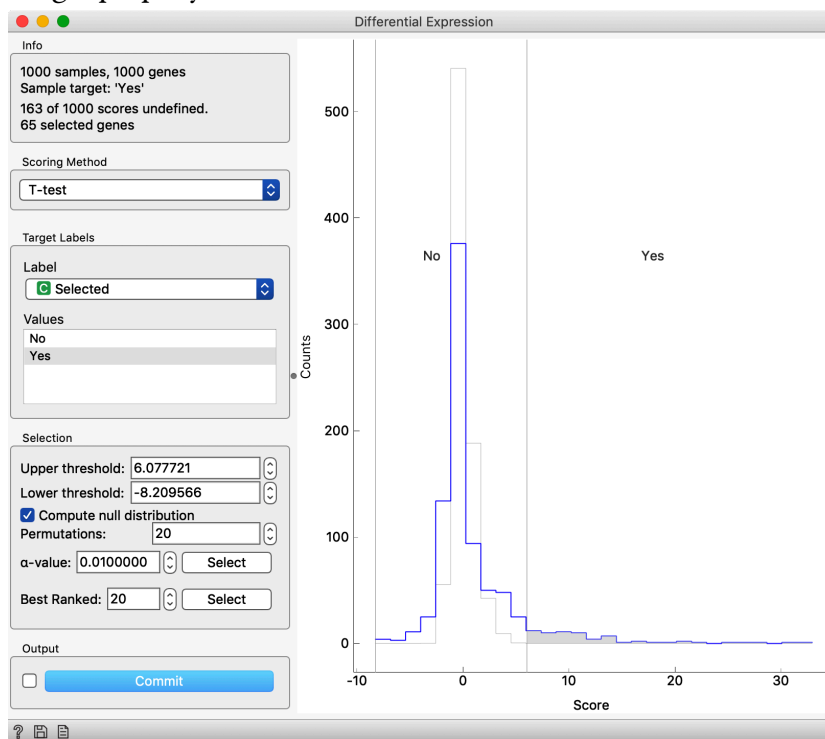 Differential Expression
Info
1000 samples, 1000 genes
Sample target: 'Yes'
163 of 1000 scores undefined.
65 selected genes
Scoring Method
T-test
Target Labels
Label
C Selected
Values
No
Yes
Selection
Upper threshold: 6.077721
Lower threshold: -8.209566
Compute null distribution
Permutations: 20
α-value: 0.0100000 Select
Best Ranked: 20 Select
Output
Commit
?
Counts
500
400
300
200
100
0
No Yes
-10 0 10 20 30
Score